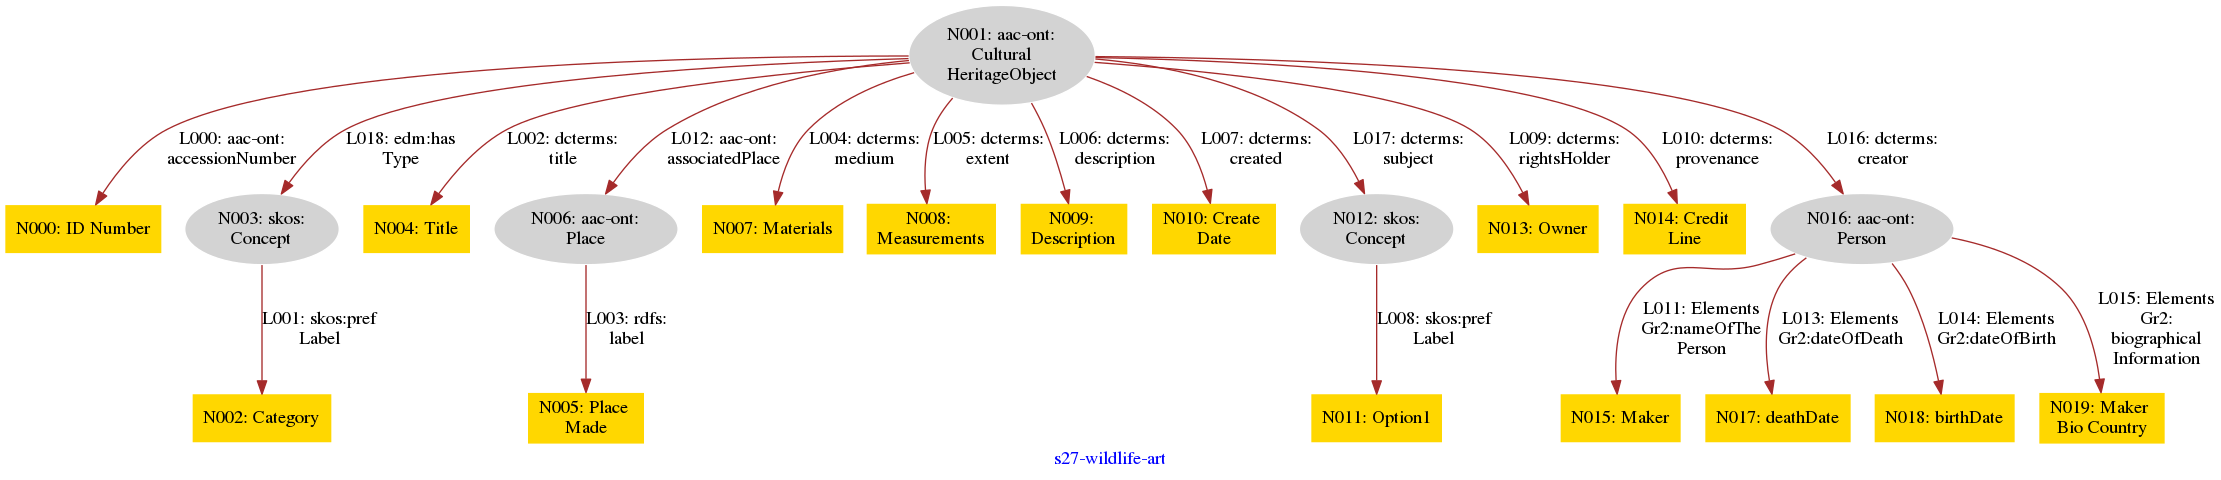 N001: aac-ont:
Cultural
HeritageObject
L000: aac-ont:
accessionNumber
L018: edm:has
Type
L002: dcterms:
title
L012: aac-ont:
associatedPlace
L004: dcterms:
medium
L005: dcterms:
extent
L006: dcterms:
description
L007: dcterms:
created
L017: dcterms:
subject
L009: dcterms:
rightsHolder
L010: dcterms:
provenance
L016: dcterms:
creator
N000: ID Number
N003: skos:
Concept
N004: Title
N006: aac-ont:
Place
N007: Materials
N008:
Measurements
N009:
Description
N010: Create
Date
N012: skos:
Concept
N013: Owner
N014: Credit
Line
N016: aac-ont:
Person
L001: skos:pref
Label
L003: rdfs:
label
L008: skos:pref
Label
L011: Elements
Gr2:nameOfThe
Person
L013: Elements
Gr2:dateOfDeath
L014: Elements
Gr2:dateOfBirth
L015: Elements
Gr2:
biographical
Information
N002: Category
N005: Place
Made
N011: Option1
N015: Maker
N017: deathDate
N018: birthDate
N019: Maker
Bio Country
s27-wildlife-art